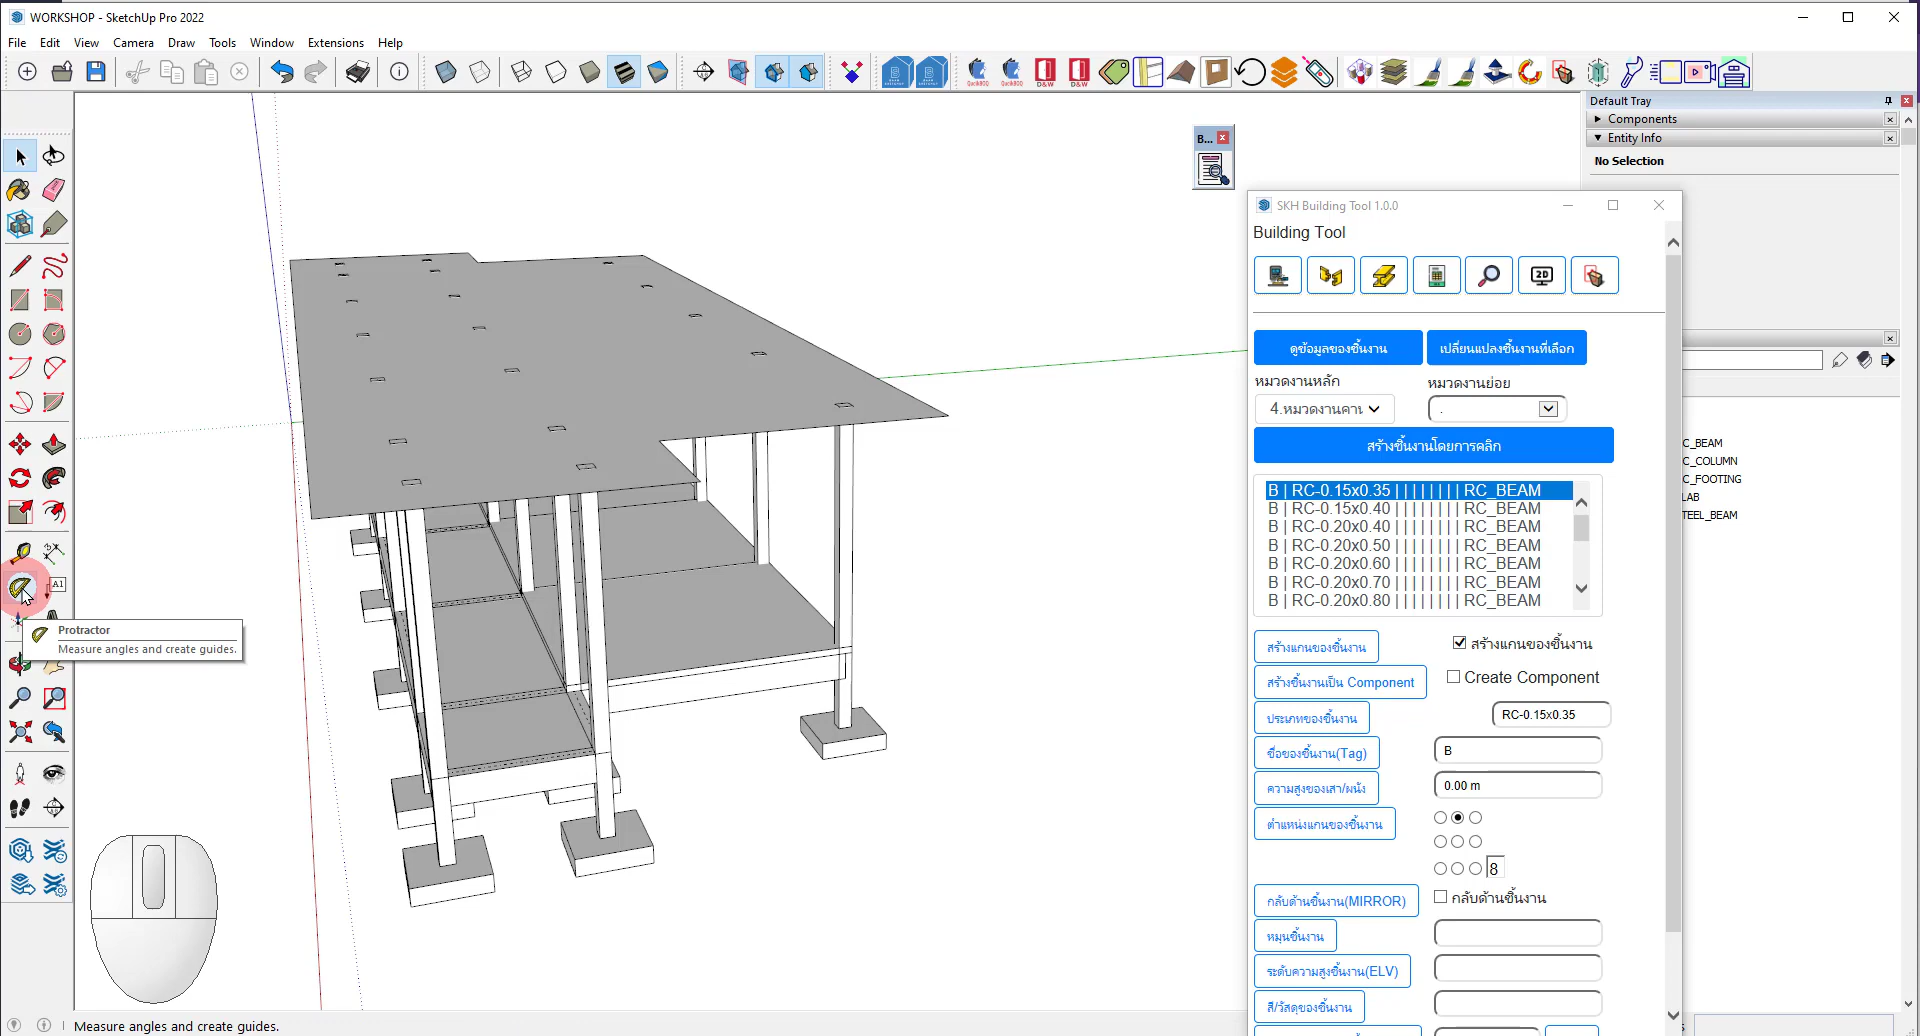 WORKSHOP - SketchUp Pro 2022
File Edit View Camera Draw Tools Window Extensions Help
D&W D&W
Default Tray
Components
Entity Info
No Selection
B...
SKH Building Tool 1.0.0
Building Tool
2D
ดูข้อมูลของชิ้นงาน เปลี่ยนแปลงชิ้นงานที่เลือก
หมวดงานหลัก หมวดงานย่อย
4.หมวดงานคาน .
สร้างชิ้นงานโดยการคลิก
B | RC-0.15x0.35 | | | | | | | | RC_BEAM
B | RC-0.15x0.40 | | | | | | | | RC_BEAM
B | RC-0.20x0.40 | | | | | | | | RC_BEAM
B | RC-0.20x0.50 | | | | | | | | RC_BEAM
B | RC-0.20x0.60 | | | | | | | | RC_BEAM
B | RC-0.20x0.70 | | | | | | | | RC_BEAM
B | RC-0.20x0.80 | | | | | | | | RC_BEAM
C_BEAM
C_COLUMN
C_FOOTING
LAB
TEEL_BEAM
สร้างแกนของชิ้นงาน สร้างแกนของชิ้นงาน
สร้างชิ้นงานเป็น Component Create Component
ประเภทของชิ้นงาน RC-0.15x0.35
ชื่อของชิ้นงาน(Tag) B
ความสูงของเสา/ผนัง 0.00 m
ตำแหน่งแกนของชิ้นงาน
8
กลับด้านชิ้นงาน(MIRROR) กลับด้านชิ้นงาน
หมุนชิ้นงาน
ระดับความสูงชิ้นงาน(ELV)
สี/วัสดุของชิ้นงาน
A1
Protractor
Measure angles and create guides.
Measure angles and create guides.